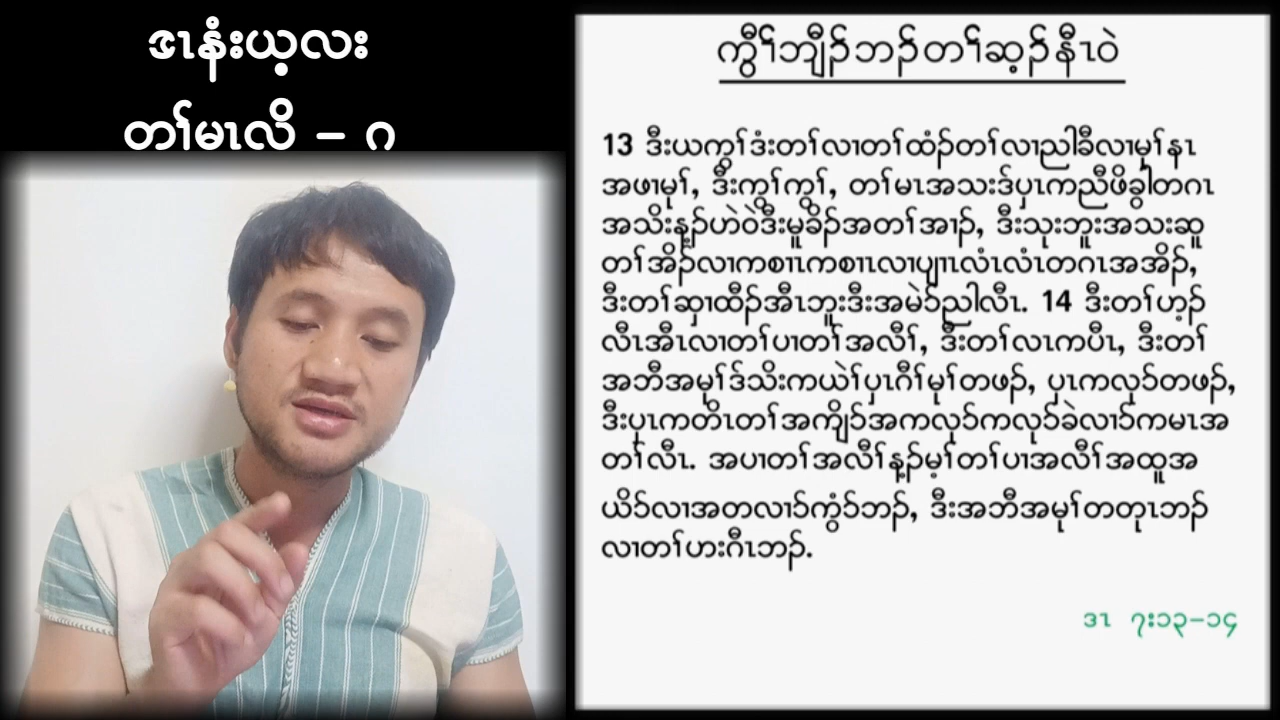 ဇၢနံးယ့လး
တၢ်မၢလိ – ဂ
ကွီၢ်ဘျီၣ်ဘၣ်တၢ်ဆ့ၣ်နီၤဝဲ
13 ဒီးယကွၢ်ဒံးတၢ်လၢတၢ်ထံၣ်တၢ်လၢညါခီလၢမုၢ်နၤ
အဖၢမုၢ်, ဒီးကွၢ်ကွၢ်, တၢ်မၤအသးဒ်ပှၤကညီဖိခွါတဂၤ
အသိးန့ၣ်ဟဲဝဲဒီးမူခိၣ်အတၢ်အၢၣ်, ဒီးသုးဘူးအသးဆူ
တၢ်အိၣ်လၢကစၢၤကစၢၤလၢပျၢၤလံၤလံၤတဂၤအအိၣ်,
ဒီးတၢ်ဆှၢထီၣ်အီၤဘူးဒီးအမဲာ်ညါလီၤ. 14 ဒီးတၢ်ဟ့ၣ်
လီၤအီၤလၢတၢ်ပၢတၢ်အလီၢ်, ဒီးတၢ်လၤကပီၤ, ဒီးတၢ်
အဘီအမုၢ်ဒ်သိးကယဲၢ်ပှၤဂီၢ်မုၢ်တဖၣ်, ပှၤကလုာ်တဖၣ်,
ဒီးပှၤကတိၤတၢ်အကျိာ်အကလုာ်ကလုာ်ခဲလၢာ်ကမၤအ
တၢ်လီၤ. အပၢတၢ်အလီၢ်န့ၣ်မ့ၢ်တၢ်ပၢအလီၢ်အထူအ
ယိာ်လၢအတလၢာ်ကွံာ်ဘၣ်, ဒီးအဘီအမုၢ်တတုၤဘၣ်
လၢတၢ်ဟးဂီၤဘၣ်.
ဒၤ ၇း၁၃–၁၄